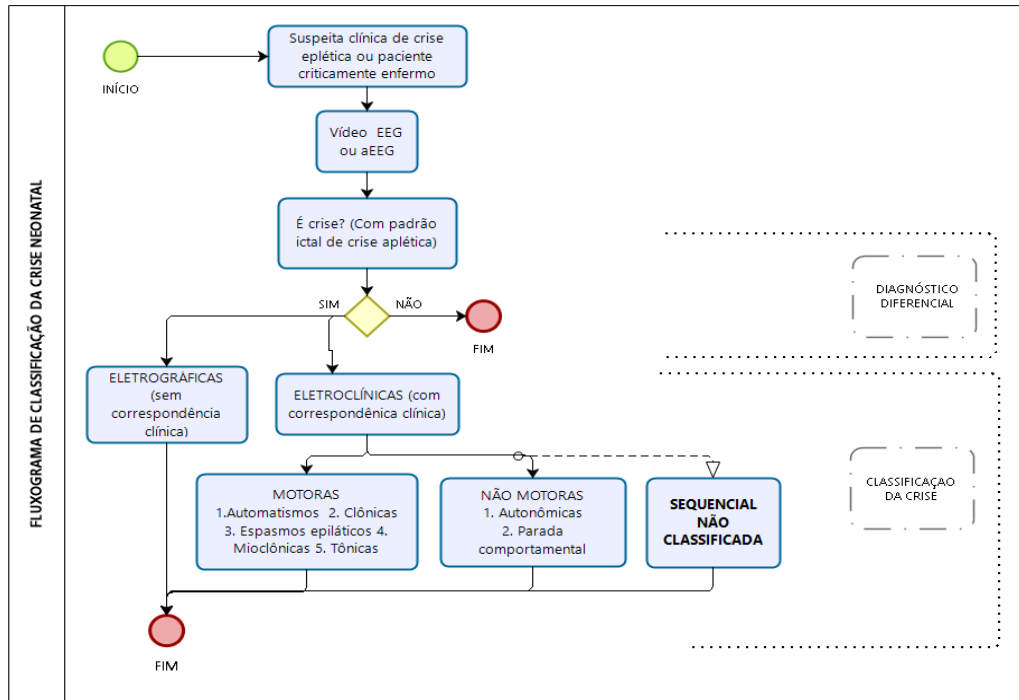 FLUXOGRAMA DE CLASSIFICAÇÃO DA CRISE NEONATAL
INÍCIO
Suspeita clínica de crise
eplética ou paciente
criticamente enfermo
Vídeo EEG
ou aEEG
É crise? (Com padrão
ictal de crise aplética)
SIM
NÃO
FIM
DIAGNÓSTICO
DIFERENCIAL
ELETROGRÁFICAS
(sem
correspondência
clínica)
ELETROCLÍNICAS (com
correspondênica clínica)
MOTORAS
1.Automatismos 2. Clônicas
3. Espasmos epiláticos 4.
Mioclônicas 5. Tônicas
NÃO MOTORAS
1. Autonômicas
2. Parada
comportamental
SEQUENCIAL
NÃO
CLASSIFICADA
CLASSIFICAÇAO
DA CRISE
FIM